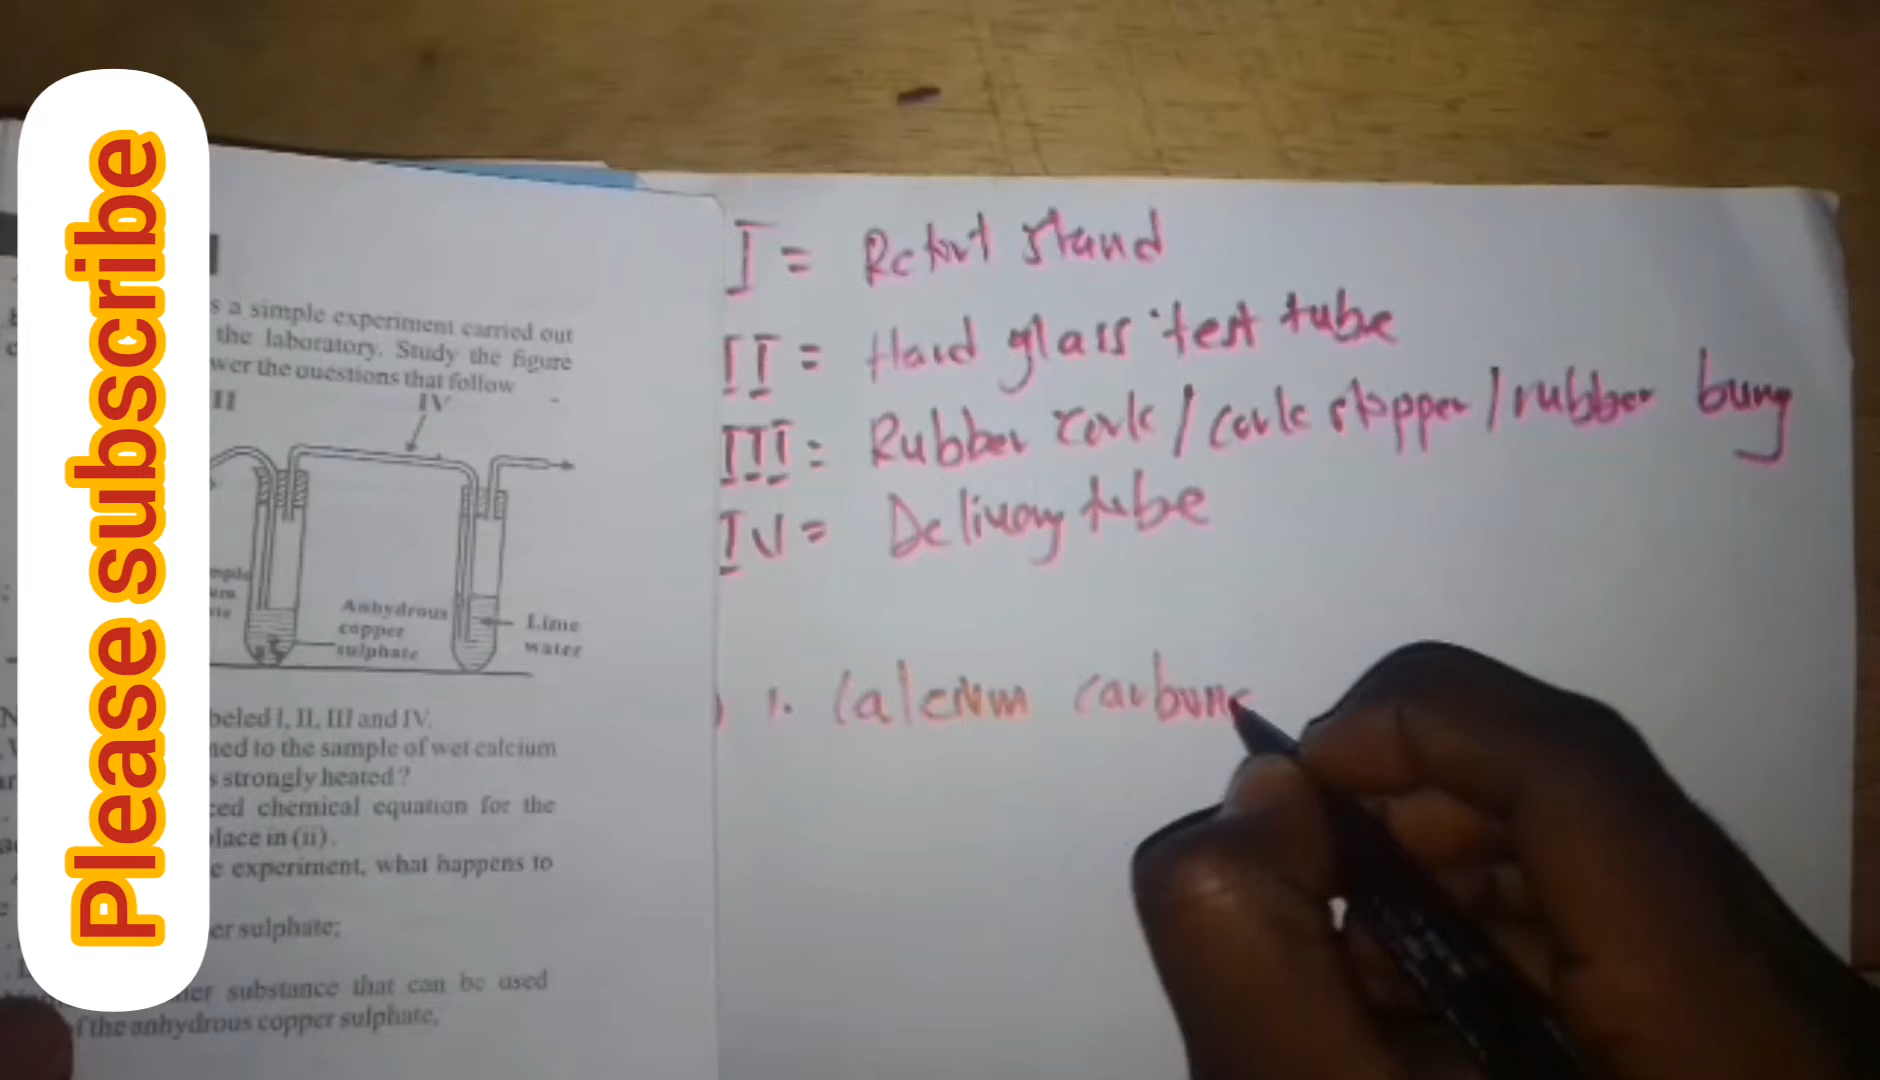 Please subscribe
s a simple experiment carried out
the laboratory. Study the figure
wer the questions that follow
II
IV
Anhydrous
copper
sulphate
Lime
water
beled I, II, III and IV.
ned to the sample of wet calcium
s strongly heated?
ced chemical equation for the
lace in (ii).
e experiment, what happens to
er sulphate;
her substance that can be used
f the anhydrous copper sulphate,
I = Retort stand
II = Hard glass test tube
III = Rubber cork / cork stopper / rubber bung
IV = Delivery tube
) 1. Calcium carbon